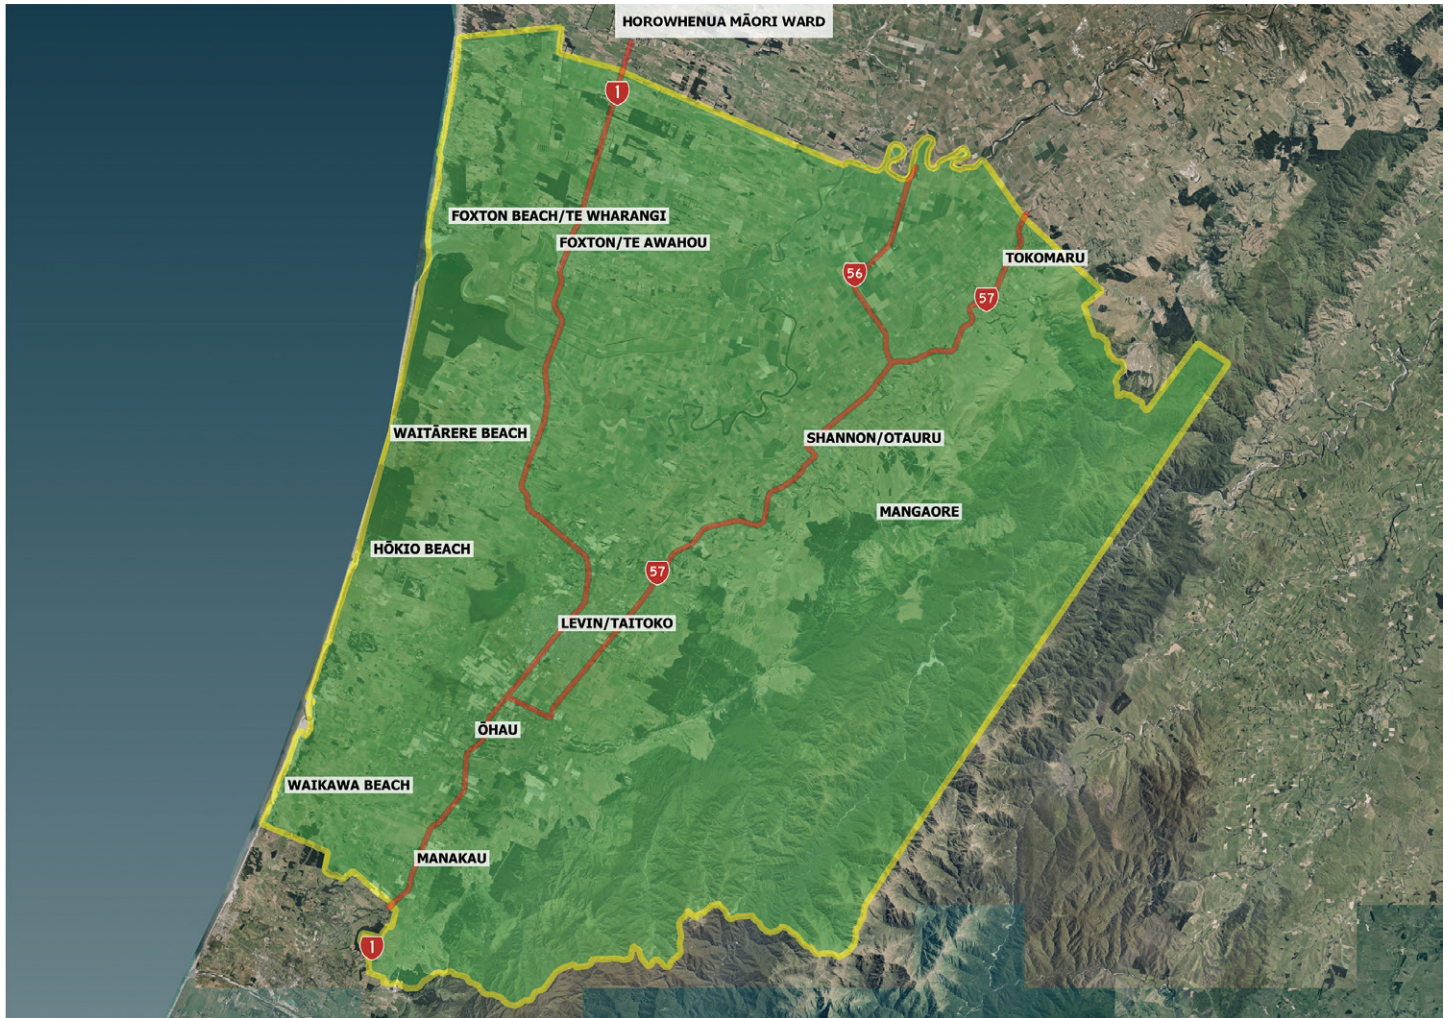 HOROWHENUA MĀORI WARD
1
FOXTON BEACH/TE WHARANGI
FOXTON/TE AWAHOU
TOKOMARU
56
57
WAITĀRERE BEACH
SHANNON/OTAURU
MANGAORE
HŌKIO BEACH
57
LEVIN/TAITOKO
ŌHAU
WAIKAWA BEACH
MANAKAU
1